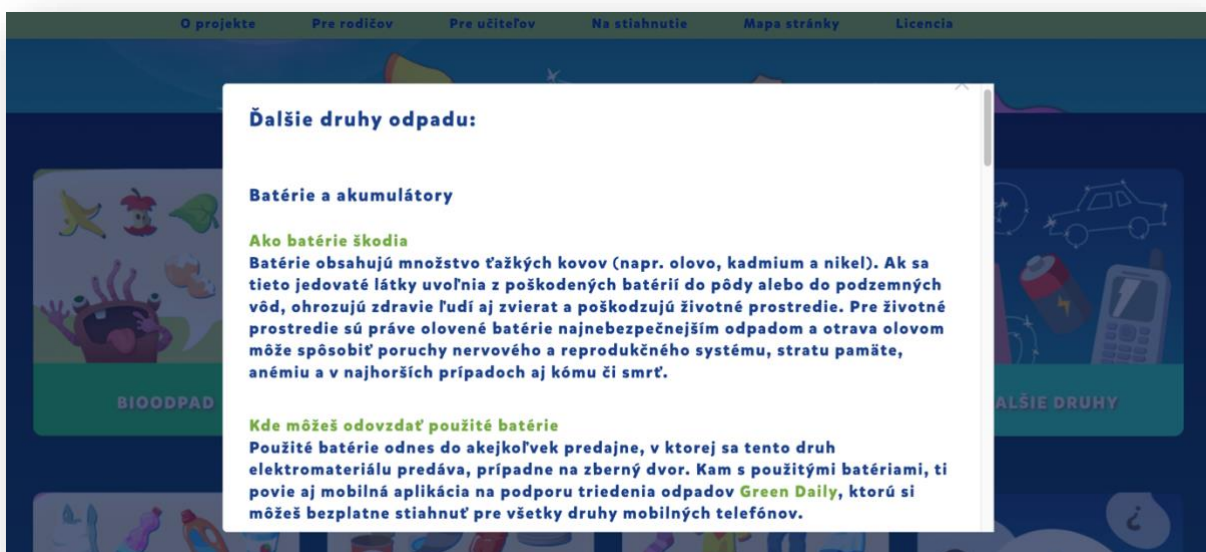 O projekte Pre rodičov Pre učiteľov Na stiahnutie Mapa stránky Licencia
Ďalšie druhy odpadu:
Batérie a akumulátory
Ako batérie škodia
Batérie obsahujú množstvo ťažkých kovov (napr. olovo, kadmium a nikel). Ak sa
tieto jedovaté látky uvoľnia z poškodených batérií do pôdy alebo do podzemných
vôd, ohrozujú zdravie ľudí aj zvierat a poškodzujú životné prostredie. Pre životné
prostredie sú práve olovené batérie najnebezpečnejším odpadom a otrava olovom
môže spôsobiť poruchy nervového a reprodukčného systému, stratu pamäte,
anémiu a v najhorších prípadoch aj kómu či smrť.
Kde môžeš odovzdať použité batérie
Použité batérie odnes do akejkoľvek predajne, v ktorej sa tento druh
elektromateriálu predáva, prípadne na zberný dvor. Kam s použitými batériami, ti
povie aj mobilná aplikácia na podporu triedenia odpadov Green Daily, ktorú si
môžeš bezplatne stiahnuť pre všetky druhy mobilných telefónov.
BIOODPAD
ALŠIE DRUHY